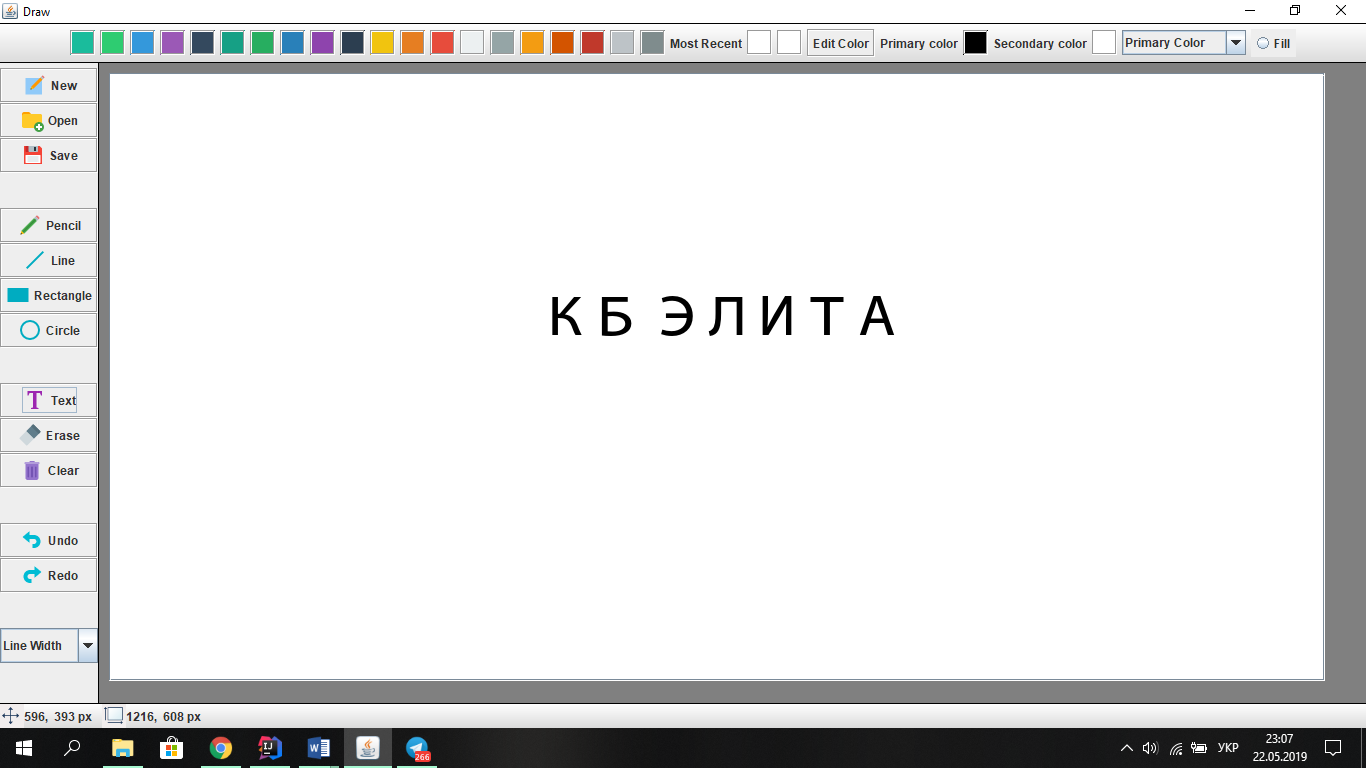 Draw
Most Recent Edit Color Primary color Secondary color Primary Color Fill
New
Open
Save
Pencil
Line
Rectangle
Circle
К Б Э Л И Т А
T Text
Erase
Clear
Undo
Redo
Line Width
596, 393 px 1216, 608 px
IJ W 266 УКР 23:07
22.05.2019